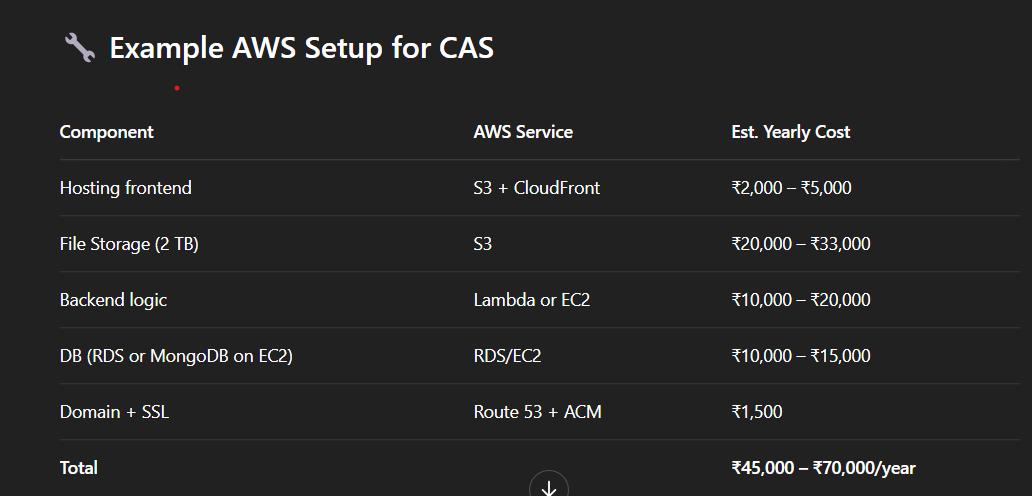 Example AWS Setup for CAS
Component AWS Service Est. Yearly Cost
Hosting frontend S3 + CloudFront ₹2,000 – ₹5,000
File Storage (2 TB) S3 ₹20,000 – ₹33,000
Backend logic Lambda or EC2 ₹10,000 – ₹20,000
DB (RDS or MongoDB on EC2) RDS/EC2 ₹10,000 – ₹15,000
Domain + SSL Route 53 + ACM ₹1,500
Total ₹45,000 – ₹70,000/year